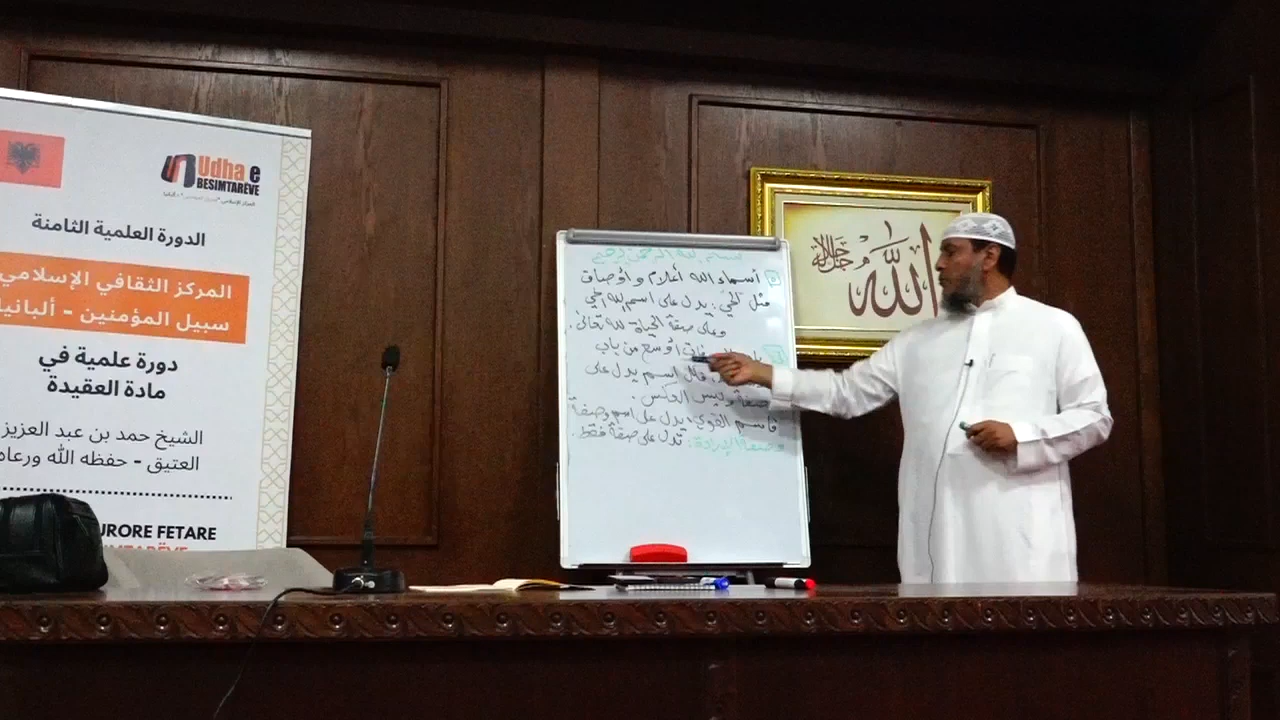 Udha e
BESIMTARËVE
الدورة العلمية الثامنة
المركز الثقافي الإسلامي
سبيل المؤمنين - ألبانيا
دورة علمية في
مادة العقيدة
الشيخ حمد بن عبد العزيز
العتيق - حفظه الله ورعاه
URORE FETARE
الله جل جلاله
بسم الله الرحمن الرحيم
أسماء الله أعلام وأوصاف
مثل الحي: يدل على اسم لله الحي
وعلى صفة الحياة لله تعالى.
أوسع من باب
اسم يدل على
صفة وليس العكس.
فاسم القوي: يدل على اسم وصفة
وصفة الإرادة: تدل على صفة فقط.